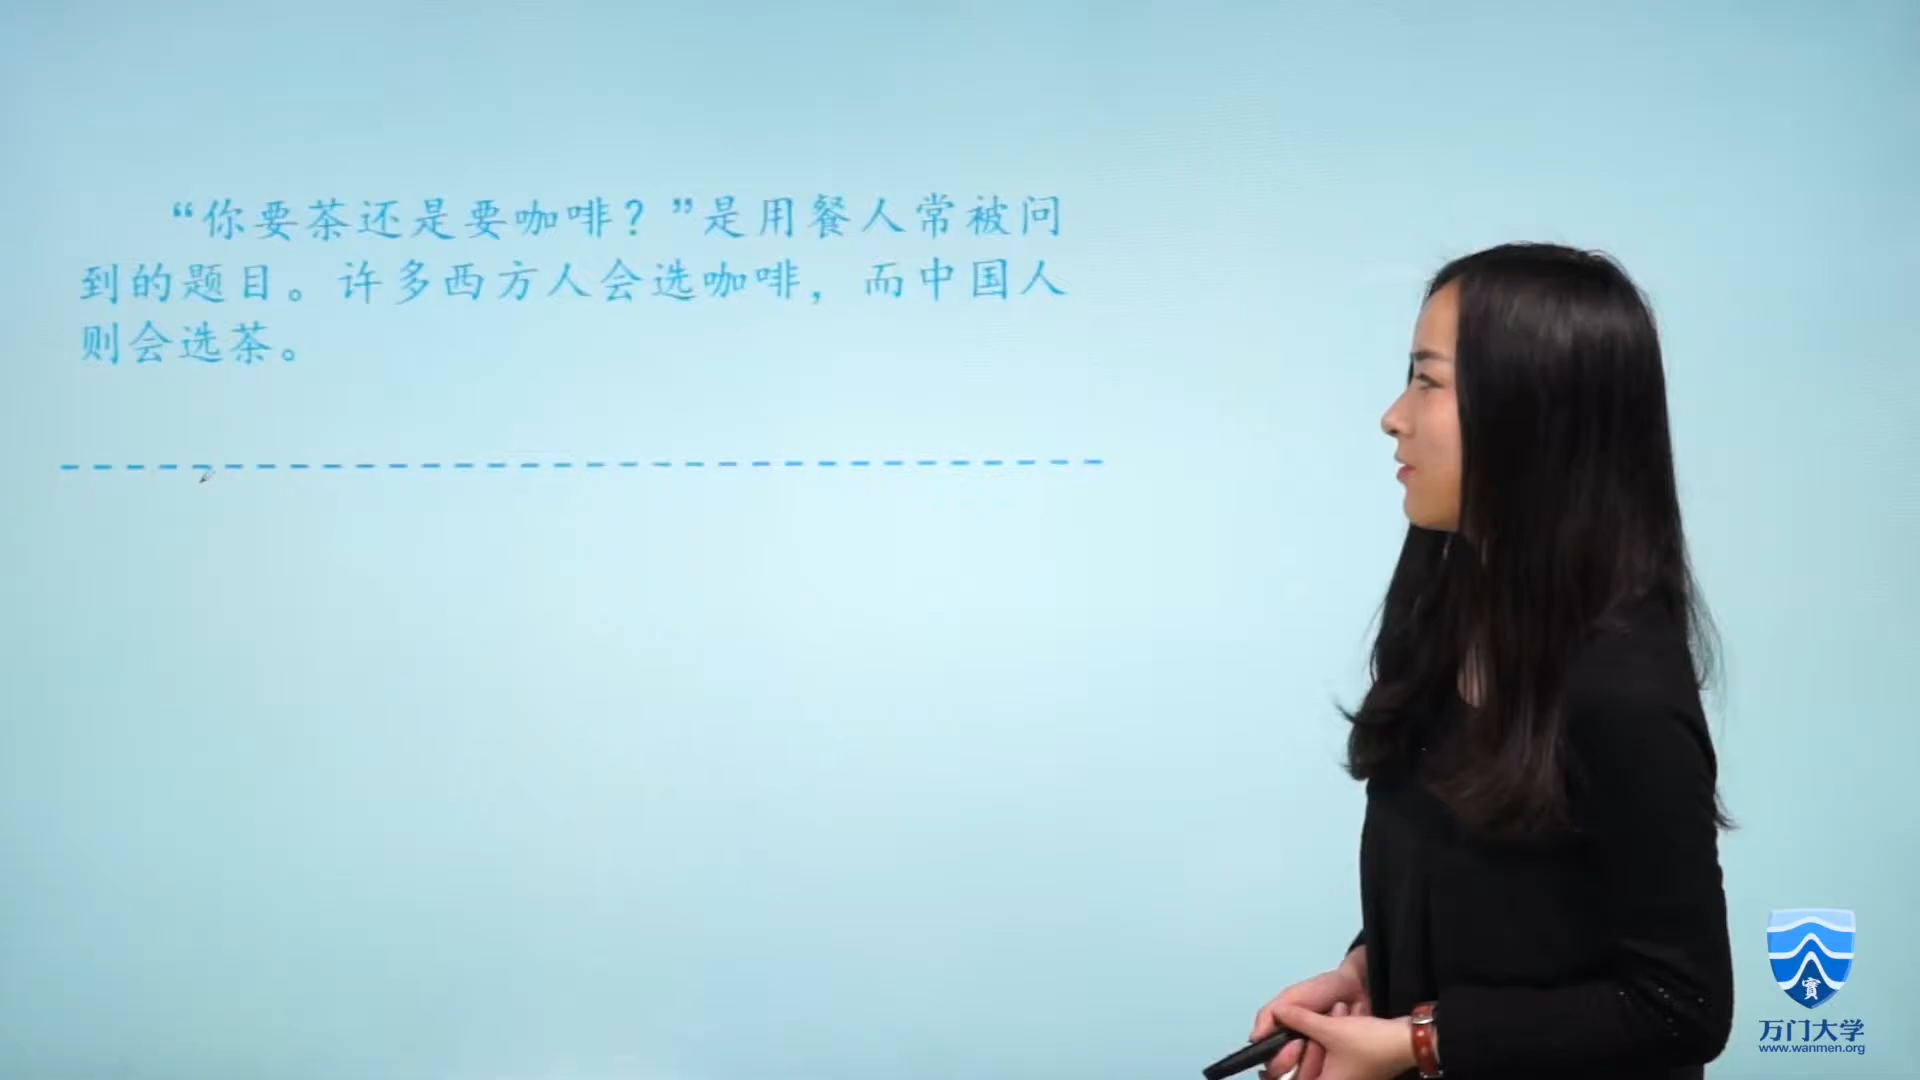 “你要茶还是要咖啡？”是用餐人常被问
到的题目。许多西方人会选咖啡，而中国人
则会选茶。
實
万门大学
www.wanmen.org